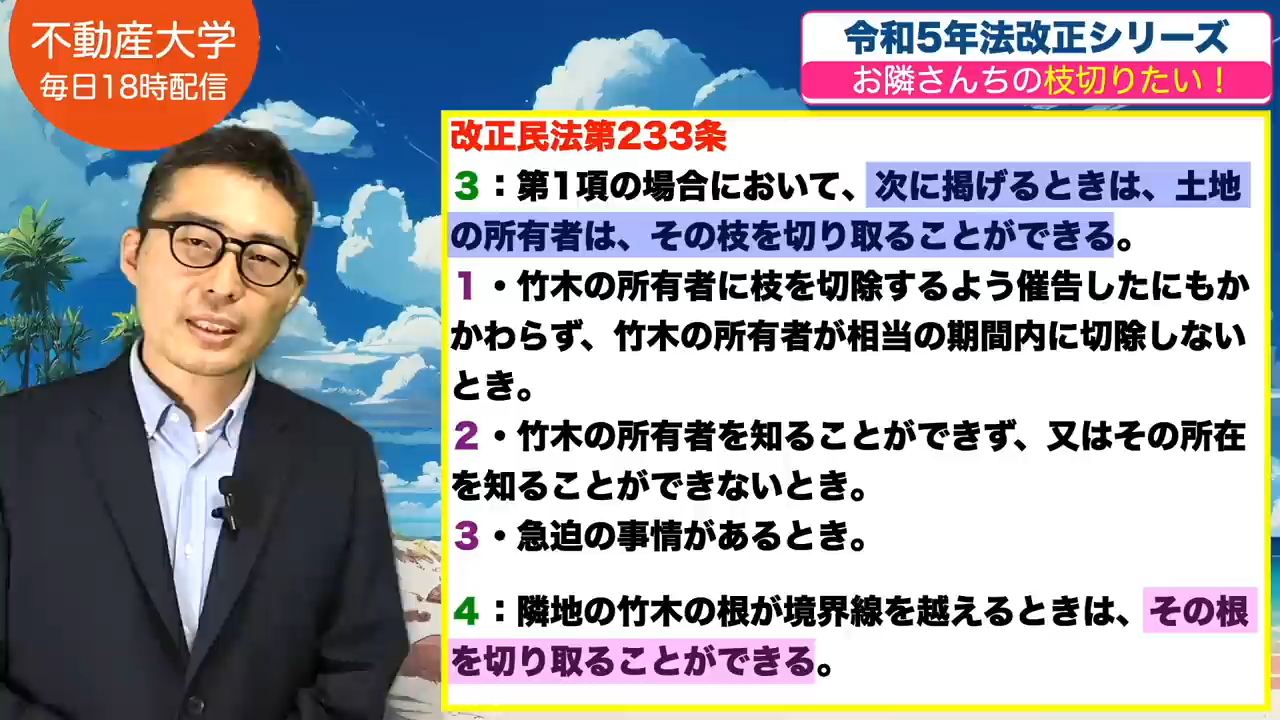 不動産大学
毎日18時配信
令和5年法改正シリーズ
お隣さんちの枝切りたい！
改正民法第233条
３：第1項の場合において、次に掲げるときは、土地
の所有者は、その枝を切り取ることができる。
１・竹木の所有者に枝を切除するよう催告したにもか
かわらず、竹木の所有者が相当の期間内に切除しない
とき。
２・竹木の所有者を知ることができず、又はその所在
を知ることができないとき。
３・急迫の事情があるとき。
４：隣地の竹木の根が境界線を越えるときは、その根
を切り取ることができる。